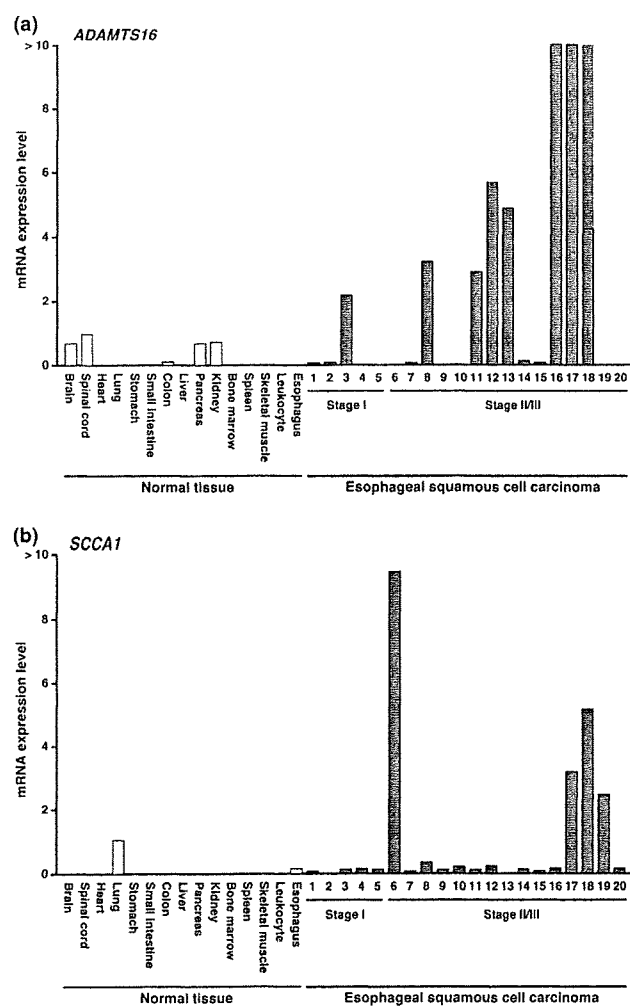 (a)
ADAMTS16
> 10
8
6
4
2
0
mRNA expression level
Brain
Spinal cord
Heart
Lung
Stomach
Small Intestine
Colon
Liver
Pancreas
Kidney
Bone marrow
Spleen
Skeletal muscle
Leukocyte
Esophagus
1 2 3 4 5 6 7 8 9 10 11 12 13 14 15 16 17 18 19 20
Stage I
Stage II/III
Normal tissue
Esophageal squamous cell carcinoma
(b)
SCCA1
> 10
8
6
4
2
0
mRNA expression level
Brain
Spinal cord
Heart
Lung
Stomach
Small Intestine
Colon
Liver
Pancreas
Kidney
Bone marrow
Spleen
Skeletal muscle
Leukocyte
Esophagus
1 2 3 4 5 6 7 8 9 10 11 12 13 14 15 16 17 18 19 20
Stage I
Stage II/III
Normal tissue
Esophageal squamous cell carcinoma